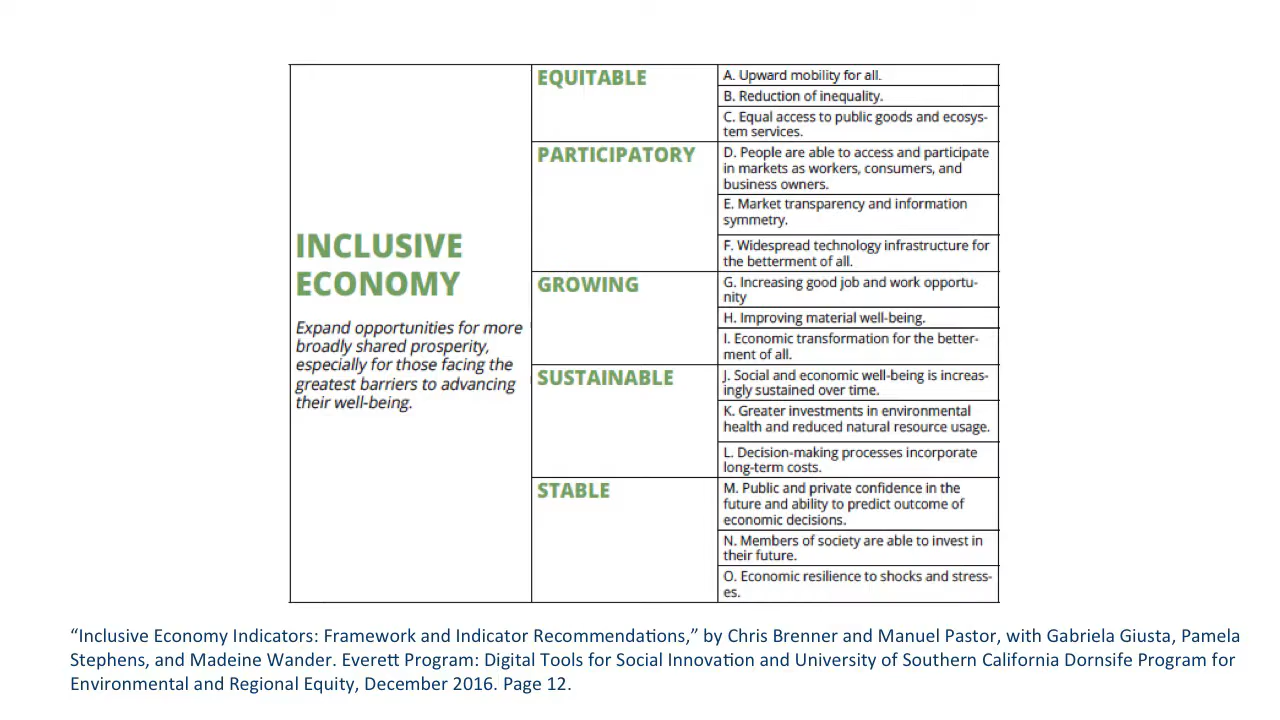 INCLUSIVE
ECONOMY
Expand opportunities for more
broadly shared prosperity,
especially for those facing the
greatest barriers to advancing
their well-being.
EQUITABLE
A. Upward mobility for all.
B. Reduction of inequality.
C. Equal access to public goods and ecosys-
tem services.
PARTICIPATORY
D. People are able to access and participate
in markets as workers, consumers, and
business owners.
E. Market transparency and information
symmetry.
F. Widespread technology infrastructure for
the betterment of all.
GROWING
G. Increasing good job and work opportu-
nity
H. Improving material well-being.
I. Economic transformation for the better-
ment of all.
SUSTAINABLE
J. Social and economic well-being is increas-
ingly sustained over time.
K. Greater investments in environmental
health and reduced natural resource usage.
L. Decision-making processes incorporate
long-term costs.
STABLE
M. Public and private confidence in the
future and ability to predict outcome of
economic decisions.
N. Members of society are able to invest in
their future.
O. Economic resilience to shocks and stress-
es.
“Inclusive Economy Indicators: Framework and Indicator Recommendations,” by Chris Brenner and Manuel Pastor, with Gabriela Giusta, Pamela
Stephens, and Madeine Wander. Everett Program: Digital Tools for Social Innovation and University of Southern California Dornsife Program for
Environmental and Regional Equity, December 2016. Page 12.